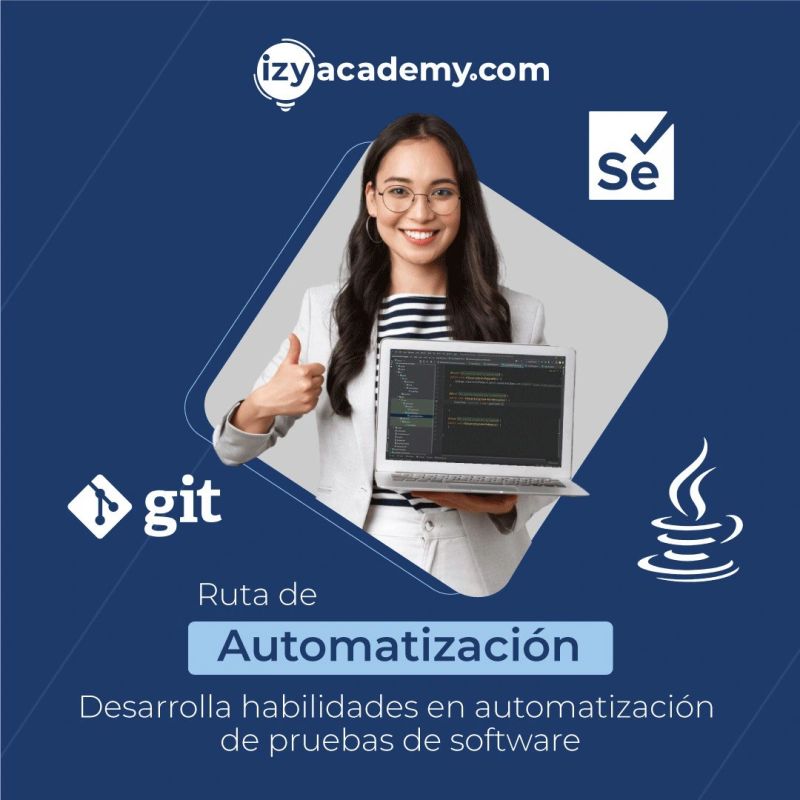 izyacademy.com
Se
git
Ruta de
Automatización
Desarrolla habilidades en automatización
de pruebas de software